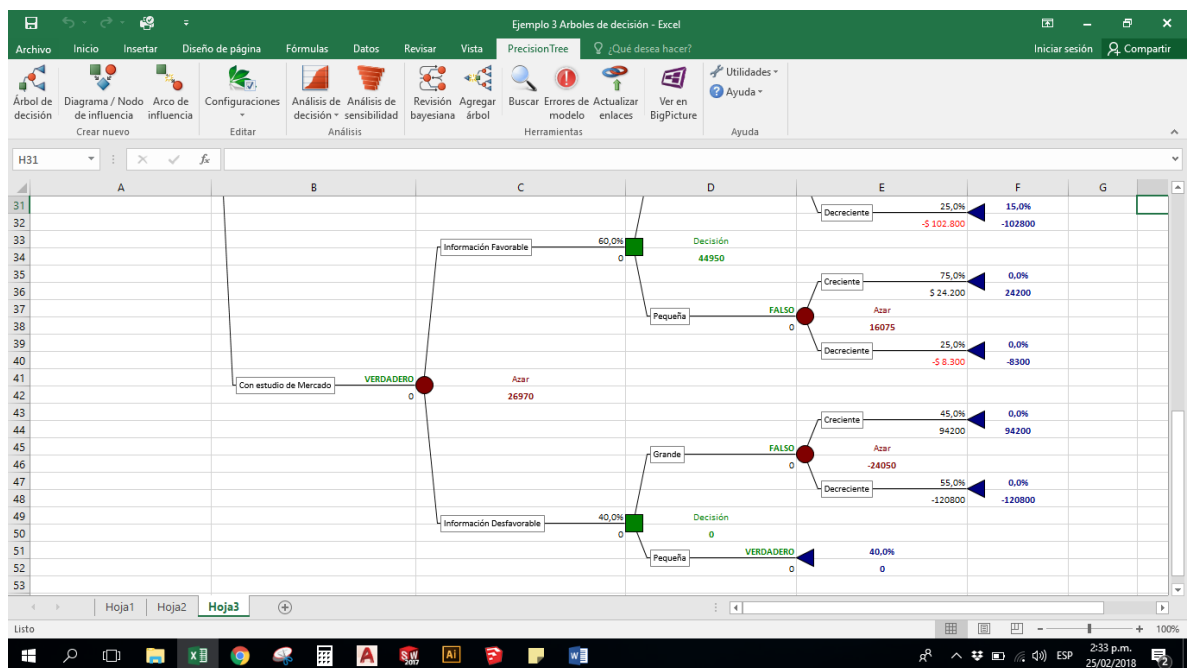 Ejemplo 3 Arboles de decisión - Excel
Archivo Inicio Insertar Diseño de página Fórmulas Datos Revisar Vista PrecisionTree ¿Qué desea hacer? Iniciar sesión Compartir
Árbol de decisión Diagrama / Nodo de influencia Arco de influencia Configuraciones Análisis de decisión Análisis de sensibilidad Revisión bayesiana Agregar árbol Buscar Errores de modelo Actualizar enlaces Ver en BigPicture Utilidades
Ayuda
Crear nuevo Editar Análisis Herramientas Ayuda
H31 fx
A B C D E F G
31 Decreciente 25,0% 15,0%
32 -$ 102.800 -102800
33 Información Favorable 60,0% Decisión
34 0 44950
35 Creciente 75,0% 0,0%
36 $ 24.200 24200
37 Pequeña FALSO Azar
38 0 16075
39 Decreciente 25,0% 0,0%
40 -$ 8.300 -8300
41 Con estudio de Mercado VERDADERO Azar
42 0 26970
43 Creciente 45,0% 0,0%
44 94200 94200
45 Grande FALSO Azar
46 0 -24050
47 Decreciente 55,0% 0,0%
48 -120800 -120800
49 Información Desfavorable 40,0% Decisión
50 0 0
51 Pequeña VERDADERO 40,0%
52 0 0
53
Hoja1 Hoja2 Hoja3
Listo 100%
SW 2017 Ai ESP 2:33 p.m.
25/02/2018 2